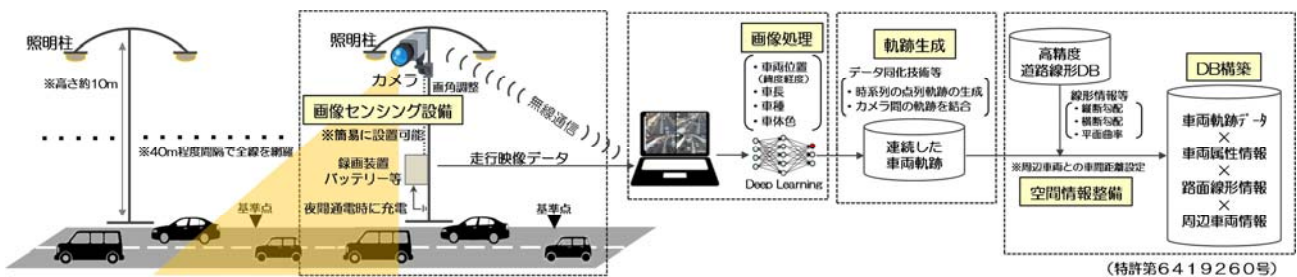 照明柱
※高さ約10m
※40m程度間隔で全線を網羅
照明柱
カメラ
画角調整
無線通信
画像センシング設備
※簡易に設置可能
録画装置
バッテリー等
夜間通電時に充電
基準点
基準点
走行映像データ
画像処理
・車両位置
(緯度経度)
・車長
・車種
・車体色
Deep Learning
軌跡生成
データ同化技術等
・時系列の点列軌跡の生成
・カメラ間の軌跡を結合
連続した
車両軌跡
高精度
道路線形DB
線形情報等
・縦断勾配
・横断勾配
・平面曲率
※周辺車両との車間距離設定
空間情報整備
DB構築
車両軌跡データ
×
車両属性情報
×
路面線形情報
×
周辺車両情報
(特許第6419260号)